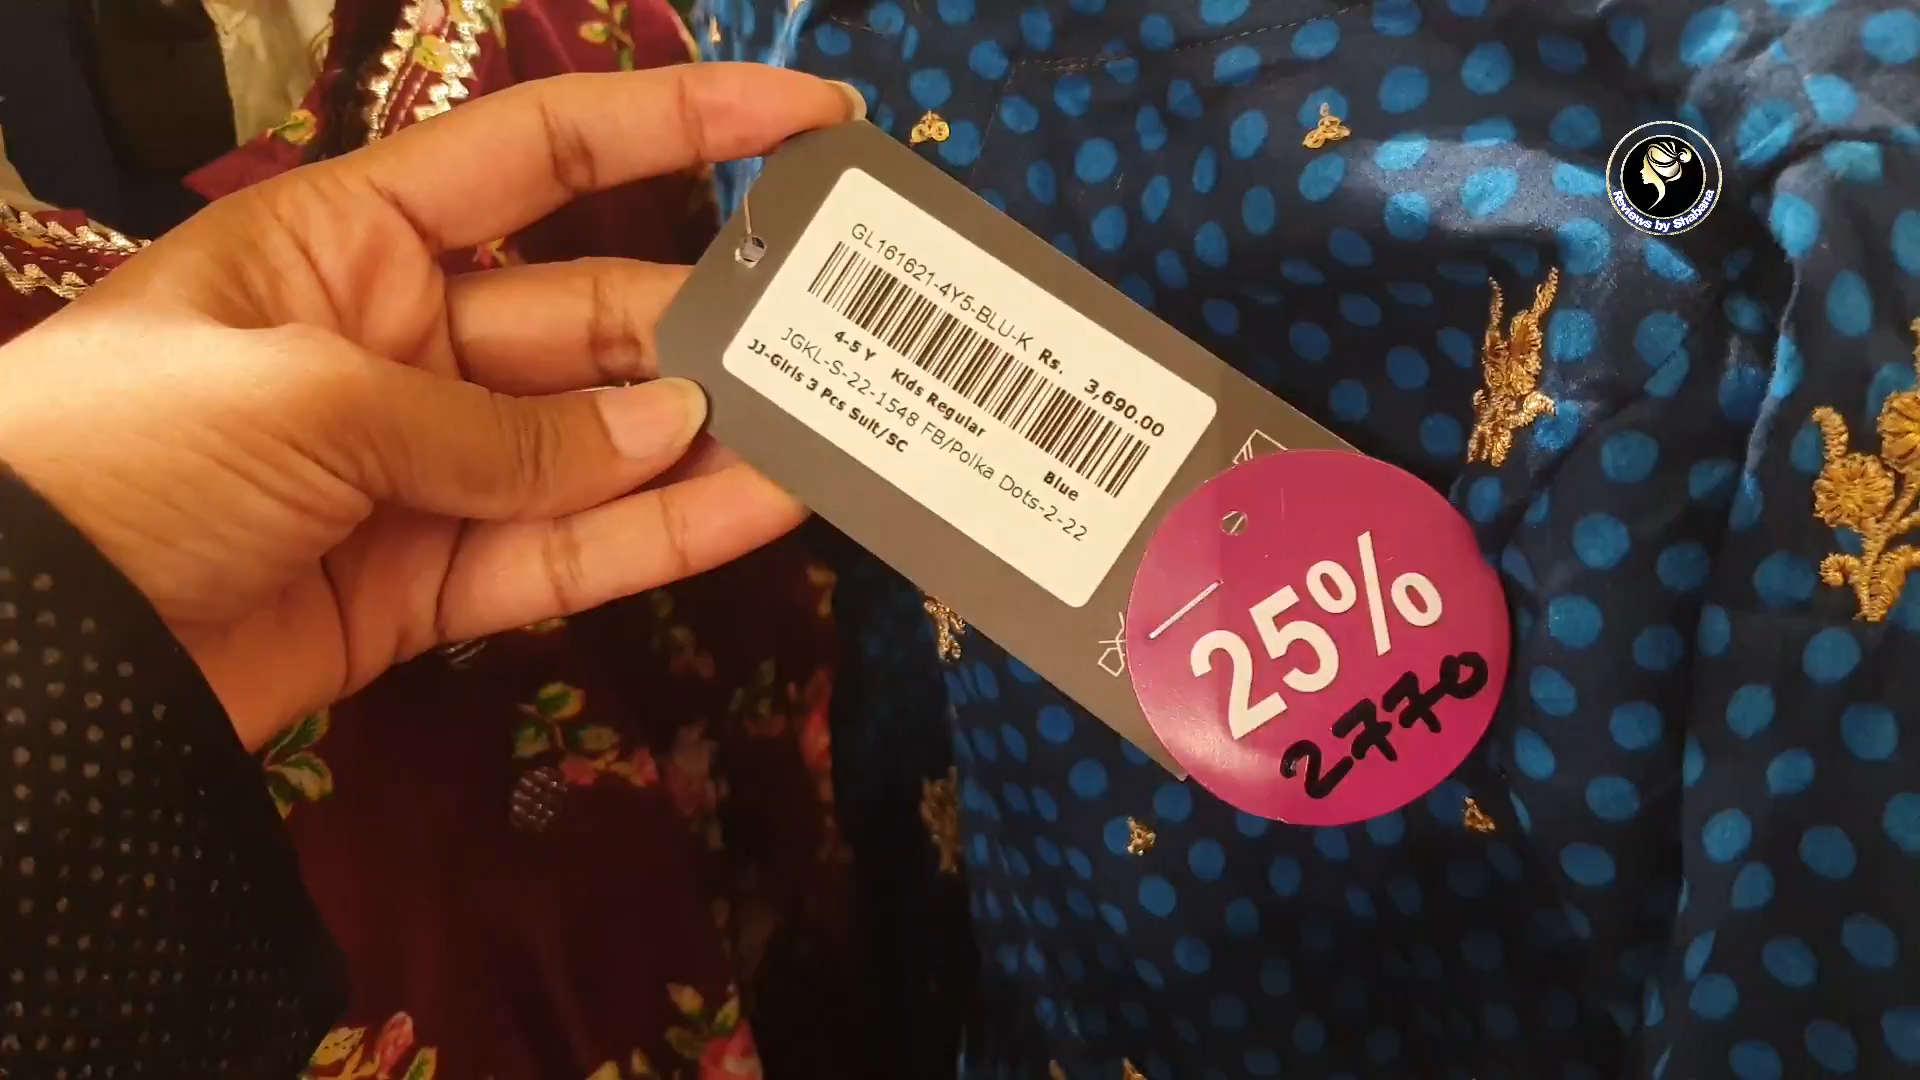 GL161621-4Y5-BLU-K
Rs. 3,690.00
4-5 Y Kids Regular Blue
JGKL-S-22-1548 FB/Polka Dots-2-22
JJ-Girls 3 Pcs Suit/SC
25%
2770
Reviews by Shabana